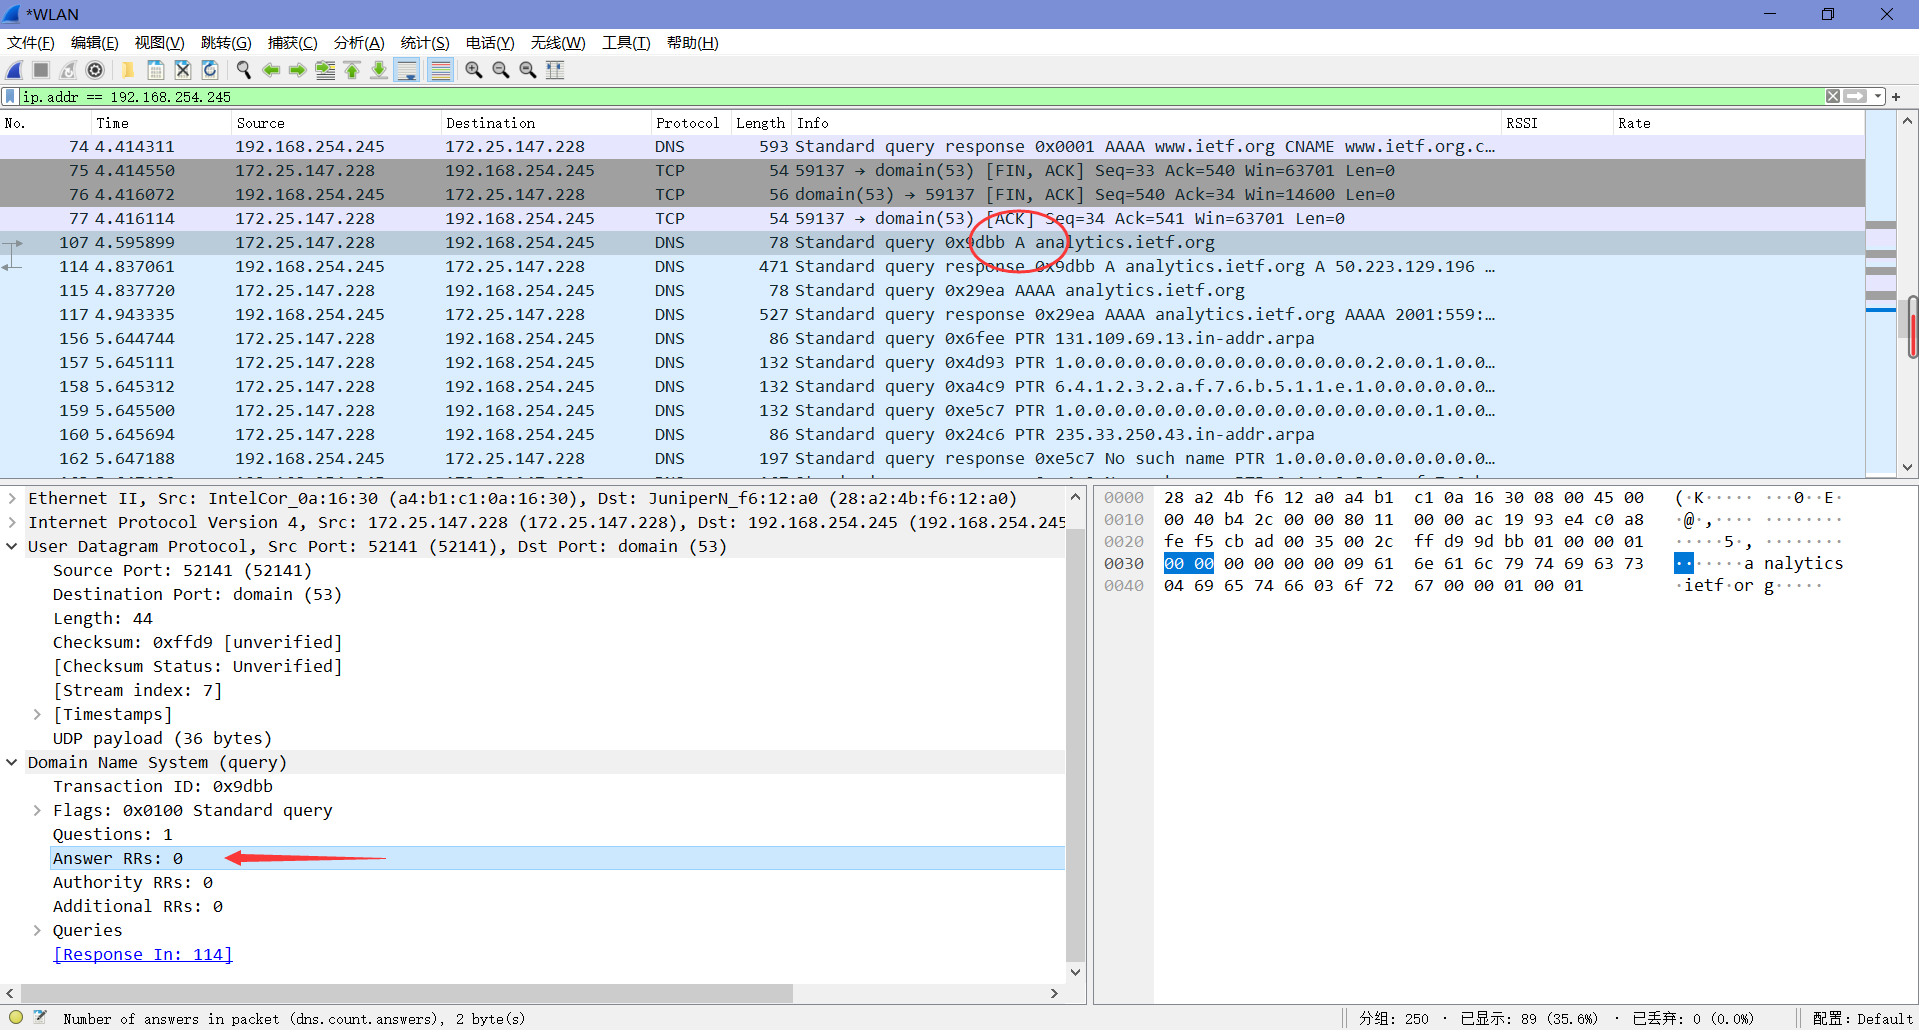 *WLAN
文件(F) 编辑(E) 视图(V) 跳转(G) 捕获(C) 分析(A) 统计(S) 电话(Y) 无线(W) 工具(T) 帮助(H)
ip.addr == 192.168.254.245
No. Time Source Destination Protocol Length Info RSSI Rate
74 4.414311 192.168.254.245 172.25.147.228 DNS 593 Standard query response 0x0001 AAAA www.ietf.org CNAME www.ietf.org.c…
75 4.414550 172.25.147.228 192.168.254.245 TCP 54 59137 → domain(53) [FIN, ACK] Seq=33 Ack=540 Win=63701 Len=0
76 4.416072 192.168.254.245 172.25.147.228 TCP 56 domain(53) → 59137 [FIN, ACK] Seq=540 Ack=34 Win=14600 Len=0
77 4.416114 172.25.147.228 192.168.254.245 TCP 54 59137 → domain(53) [ACK] Seq=34 Ack=541 Win=63701 Len=0
107 4.595899 172.25.147.228 192.168.254.245 DNS 78 Standard query 0x9dbb A analytics.ietf.org
114 4.837061 192.168.254.245 172.25.147.228 DNS 471 Standard query response 0x9dbb A analytics.ietf.org A 50.223.129.196 …
115 4.837720 172.25.147.228 192.168.254.245 DNS 78 Standard query 0x29ea AAAA analytics.ietf.org
117 4.943335 192.168.254.245 172.25.147.228 DNS 527 Standard query response 0x29ea AAAA analytics.ietf.org AAAA 2001:559:…
156 5.644744 172.25.147.228 192.168.254.245 DNS 86 Standard query 0x6fee PTR 131.109.69.13.in-addr.arpa
157 5.645111 172.25.147.228 192.168.254.245 DNS 132 Standard query 0x4d93 PTR 1.0.0.0.0.0.0.0.0.0.0.0.0.0.0.0.2.0.0.1.0.0…
158 5.645312 172.25.147.228 192.168.254.245 DNS 132 Standard query 0xa4c9 PTR 6.4.1.2.3.2.a.f.7.6.b.5.1.1.e.1.0.0.0.0.0.0…
159 5.645500 172.25.147.228 192.168.254.245 DNS 132 Standard query 0xe5c7 PTR 1.0.0.0.0.0.0.0.0.0.0.0.0.0.0.0.0.0.0.1.0.0…
160 5.645694 172.25.147.228 192.168.254.245 DNS 86 Standard query 0x24c6 PTR 235.33.250.43.in-addr.arpa
162 5.647188 192.168.254.245 172.25.147.228 DNS 197 Standard query response 0xe5c7 No such name PTR 1.0.0.0.0.0.0.0.0.0…
Ethernet II, Src: IntelCor_0a:16:30 (a4:b1:c1:0a:16:30), Dst: JuniperN_f6:12:a0 (28:a2:4b:f6:12:a0)
Internet Protocol Version 4, Src: 172.25.147.228 (172.25.147.228), Dst: 192.168.254.245 (192.168.254.245
User Datagram Protocol, Src Port: 52141 (52141), Dst Port: domain (53)
Source Port: 52141 (52141)
Destination Port: domain (53)
Length: 44
Checksum: 0xffd9 [unverified]
[Checksum Status: Unverified]
[Stream index: 7]
[Timestamps]
UDP payload (36 bytes)
Domain Name System (query)
Transaction ID: 0x9dbb
Flags: 0x0100 Standard query
Questions: 1
Answer RRs: 0
Authority RRs: 0
Additional RRs: 0
Queries
[Response In: 114]
0000 28 a2 4b f6 12 a0 a4 b1 c1 0a 16 30 08 00 45 00 (·K····· ···0··E·
0010 00 40 b4 2c 00 00 80 11 00 00 ac 19 93 e4 c0 a8 ·@·,···· ········
0020 fe f5 cb ad 00 35 00 2c ff d9 9d bb 01 00 00 01 ·····5·, ········
0030 00 00 00 00 00 00 09 61 6e 61 6c 79 74 69 63 73 ·······a nalytics
0040 04 69 65 74 66 03 6f 72 67 00 00 01 00 01 ·ietf·or g·····
Number of answers in packet (dns.count.answers), 2 byte(s) 分组: 250 · 已显示: 89 (35.6%) · 已丢弃: 0 (0.0%) 配置: Default